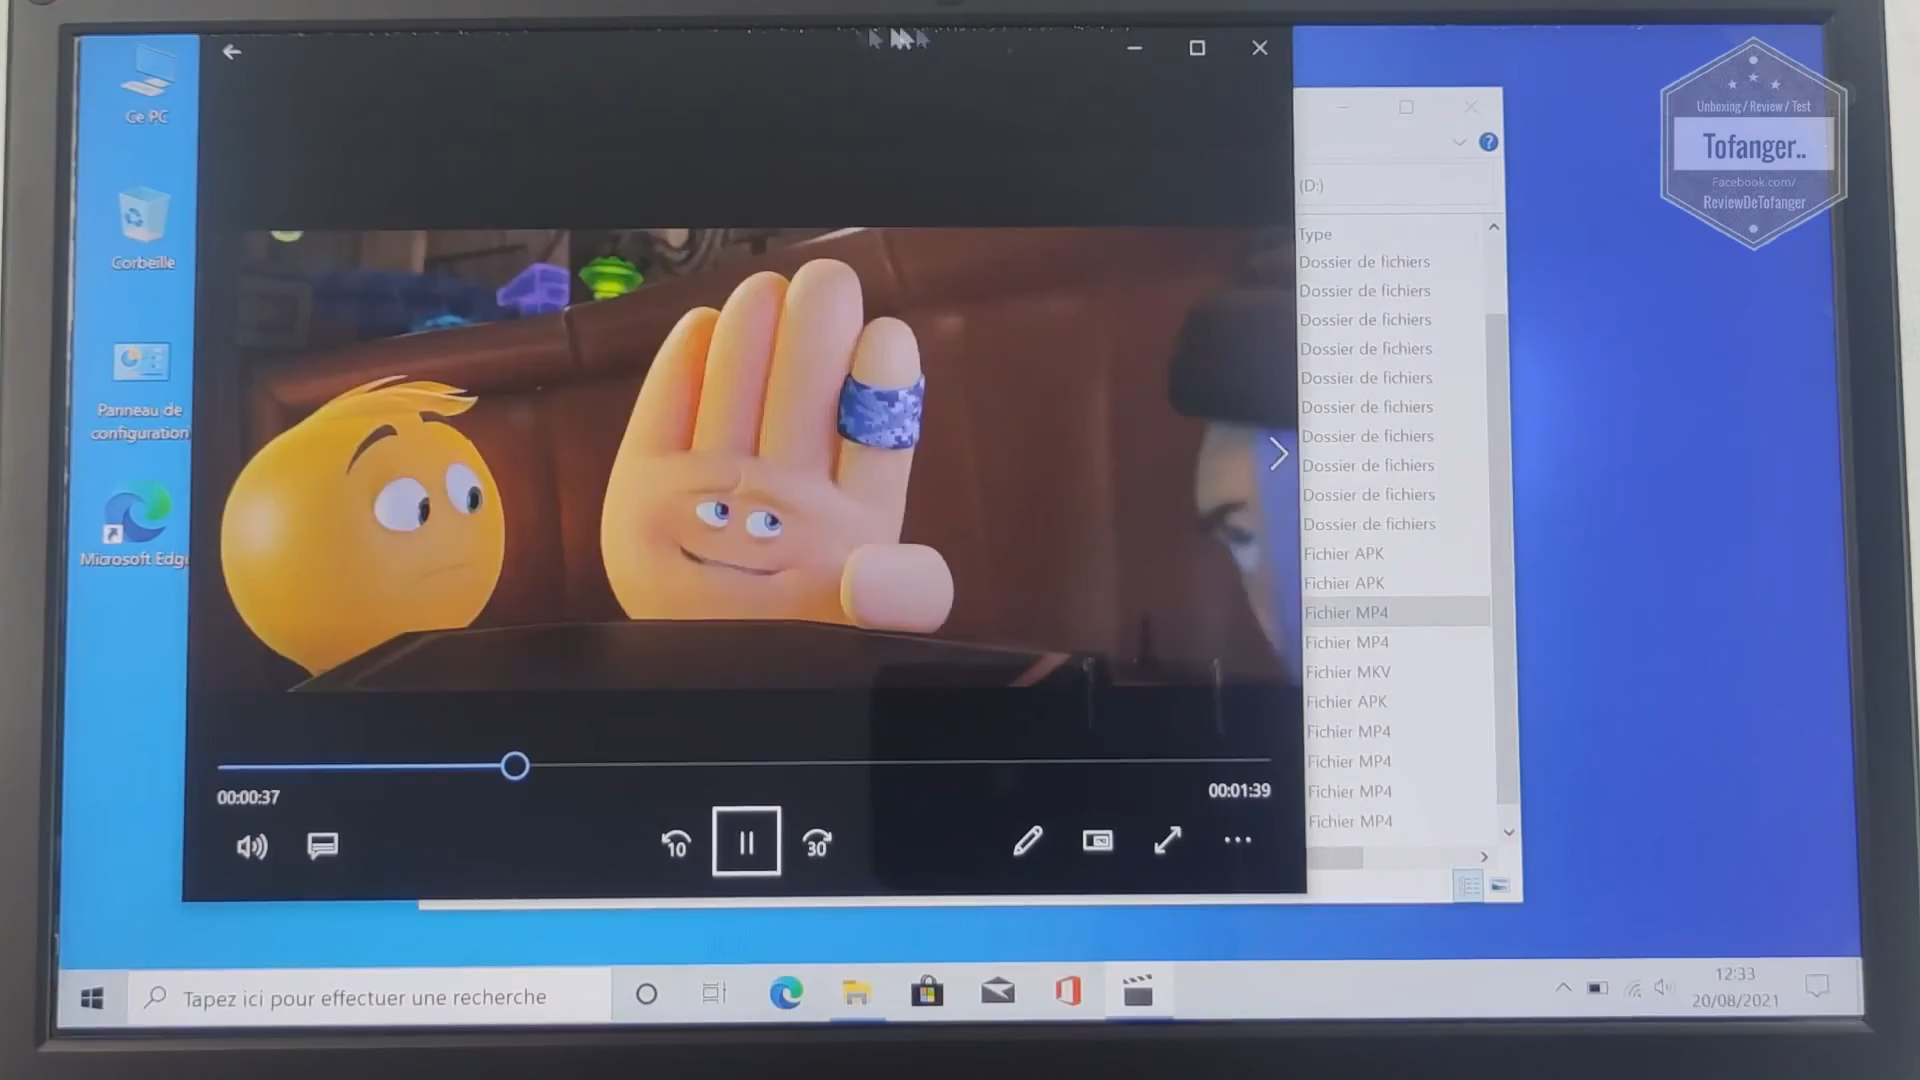 Ce PC
Corbeille
Panneau de
configuration
Microsoft Edge
Unboxing / Review / Test
Tofanger..
Facebook.com/
ReviewDeTofanger
(D:)
Type
Dossier de fichiers
Dossier de fichiers
Dossier de fichiers
Dossier de fichiers
Dossier de fichiers
Dossier de fichiers
Dossier de fichiers
Dossier de fichiers
Dossier de fichiers
Dossier de fichiers
Fichier APK
Fichier APK
Fichier MP4
Fichier MP4
Fichier MKV
Fichier APK
Fichier MP4
Fichier MP4
Fichier MP4
Fichier MP4
00:00:37
00:01:39
10
30
Tapez ici pour effectuer une recherche
12:33
20/08/2021